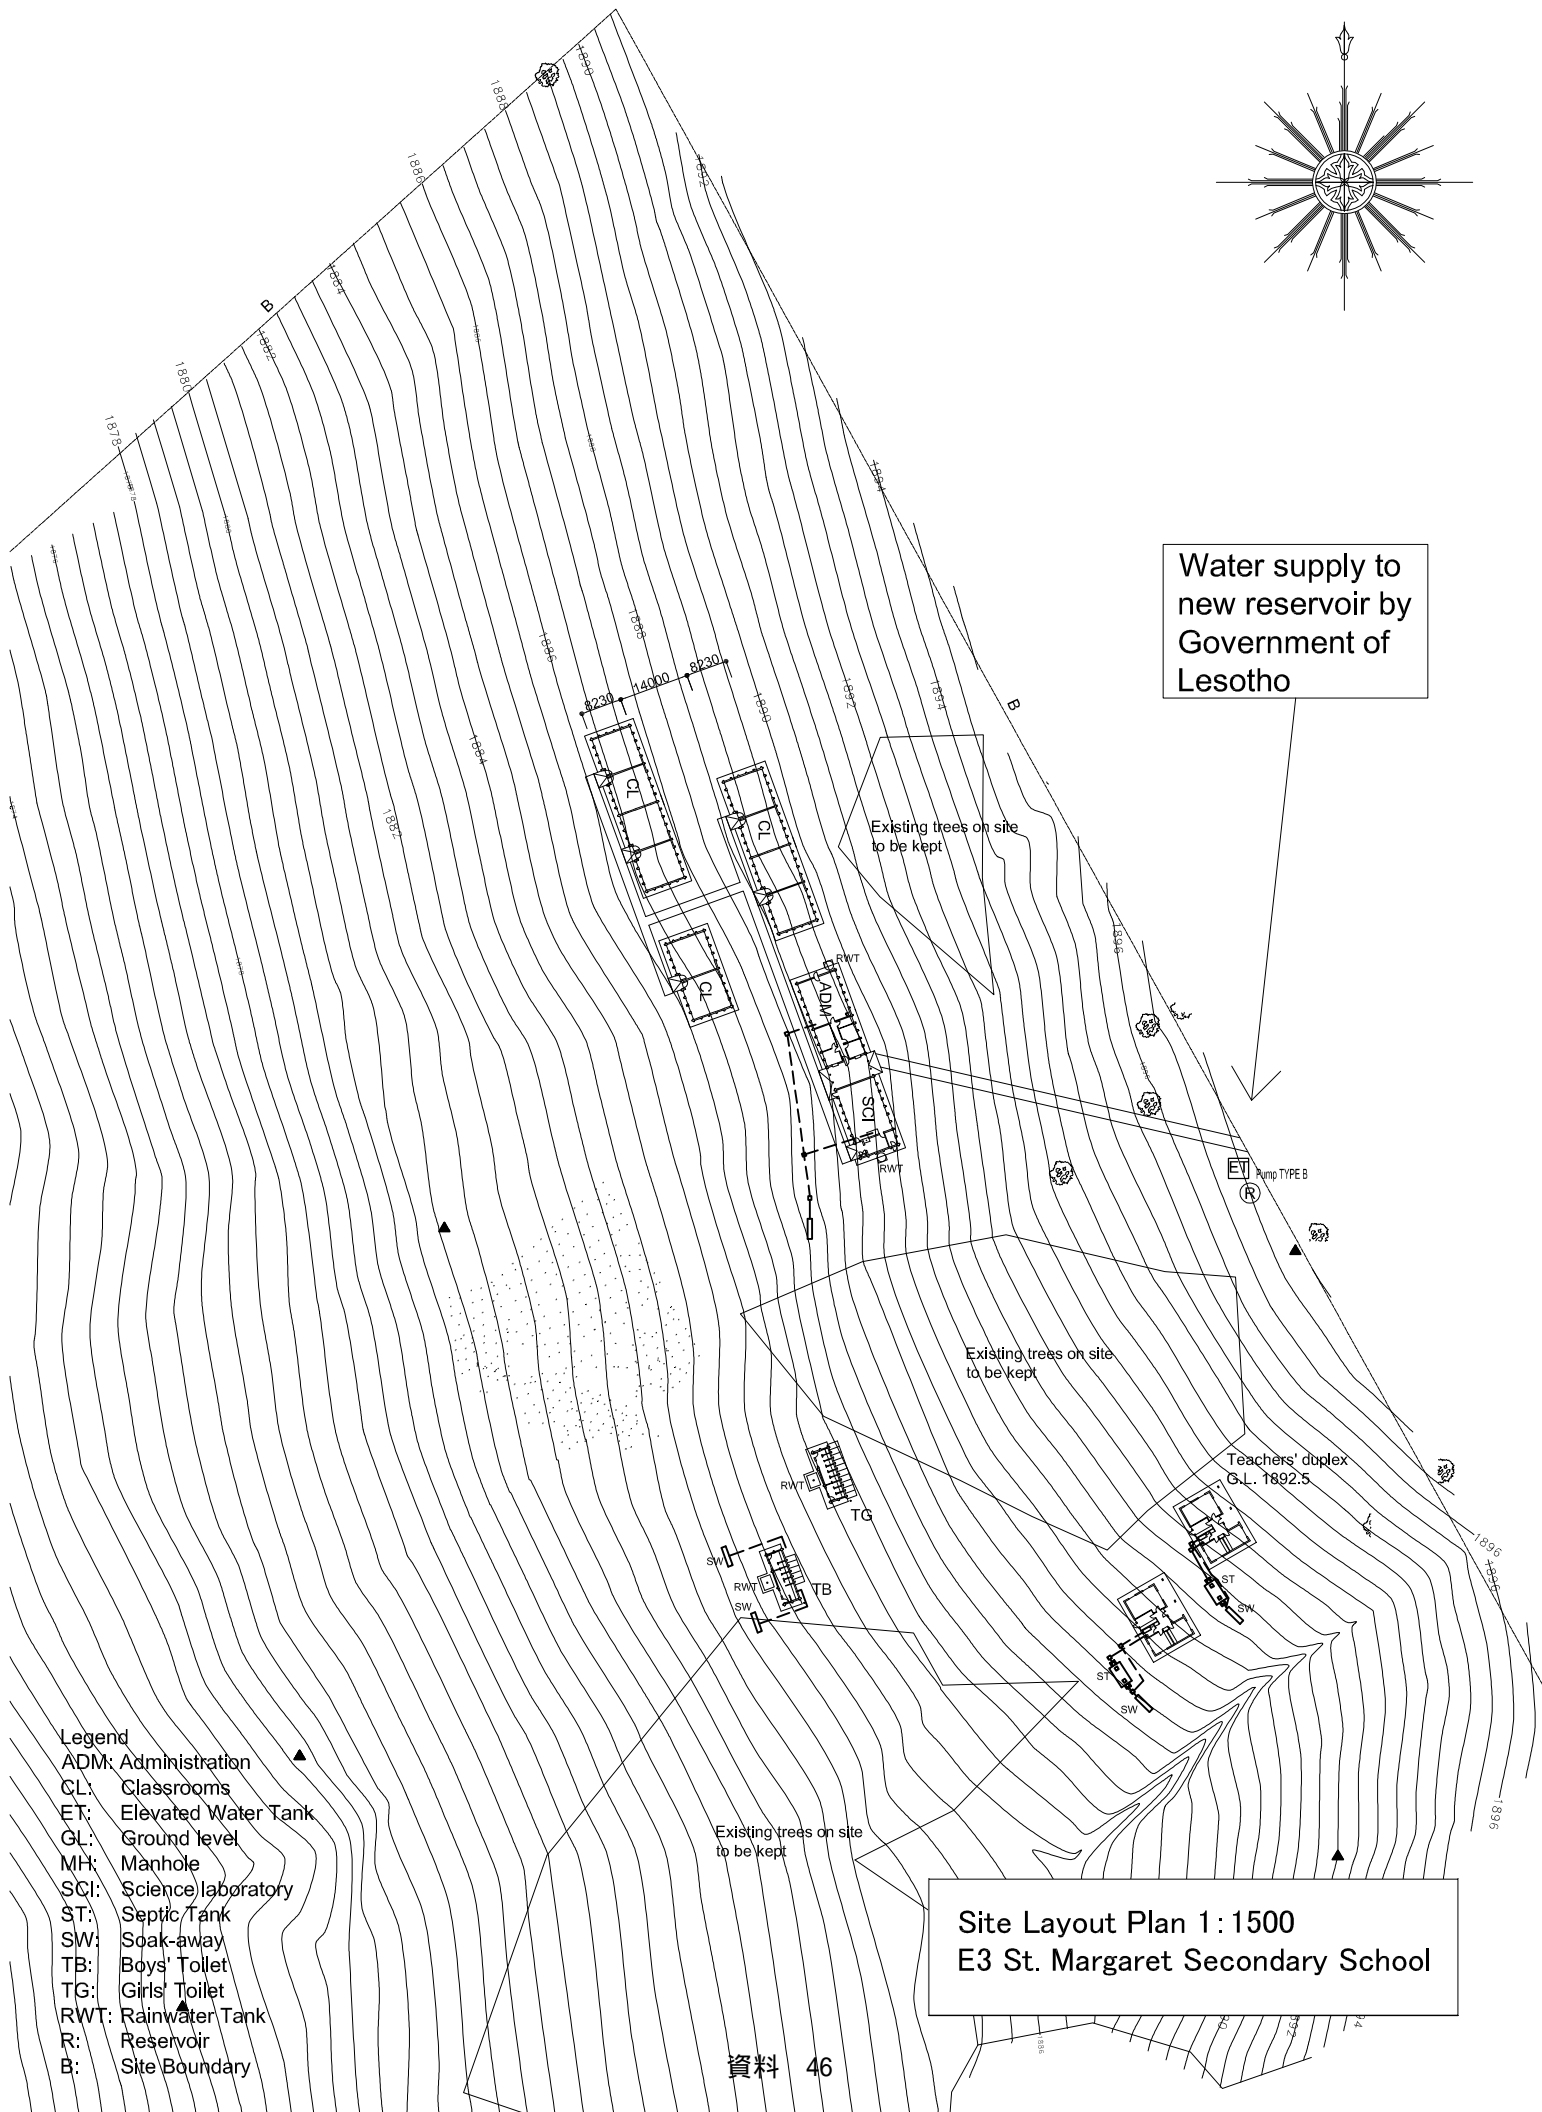 1890
1888
1886
1892
1884
B
1882
1880
1878
1894
Water supply to
new reservoir by
Government of
Lesotho
1888
1886
8230
14000
8230
1890
1892
1894
B
1884
1882
CL
CL
Existing trees on site
to be kept
1896
RWT
ADM
CL
SCI
RWT
ET
Pump TYPE B
R
Existing trees on site
to be kept
Teachers' duplex
G.L. 1892.5
RWT
TG
1896
1896
SW
RWT
TB
SW
ST
SW
ST
SW
1896
Legend
ADM: Administration
CL: Classrooms
ET: Elevated Water Tank
GL: Ground level
MH: Manhole
SCI: Science laboratory
ST: Septic Tank
SW: Soak-away
TB: Boys' Toilet
TG: Girls' Toilet
RWT: Rainwater Tank
R: Reservoir
B: Site Boundary
Existing trees on site
to be kept
Site Layout Plan 1:1500
E3 St. Margaret Secondary School
1886
資料 46